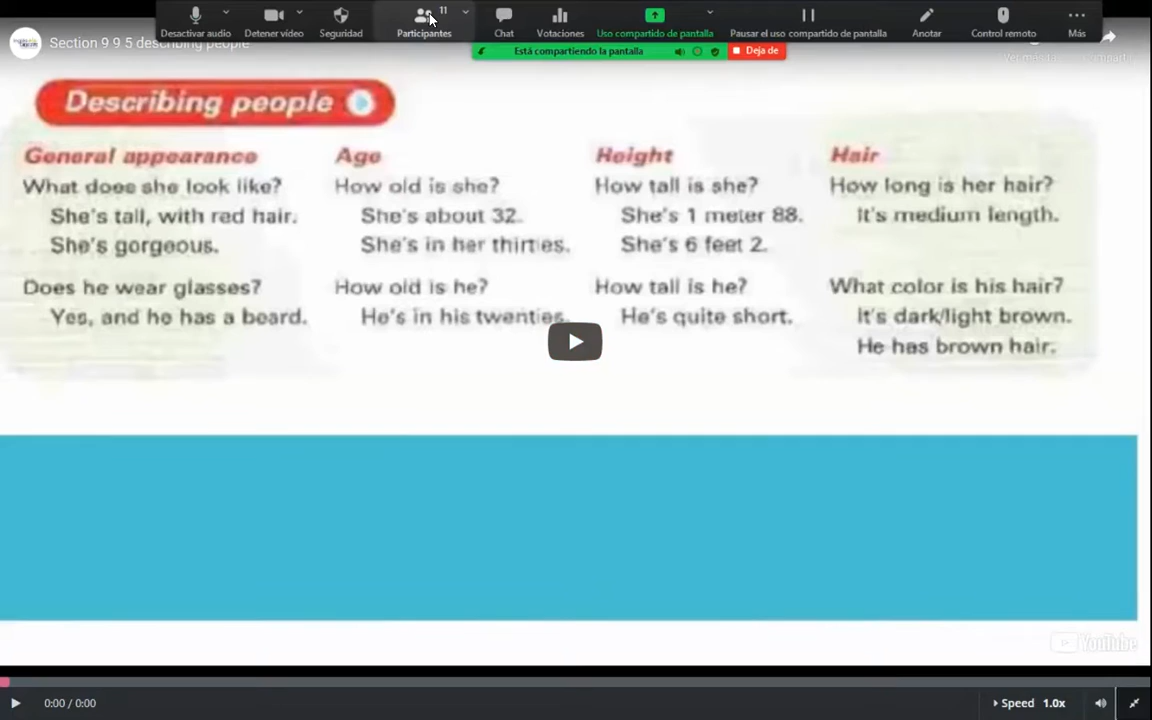 11
Desactivar audio
Detener video
Seguridad
Participantes
Chat
Votaciones
Uso compartido de pantalla
Pausar el uso compartido de pantalla
Anotar
Control remoto
Más
Está compartiendo la pantalla
Deja de
Section 9 9 5 describing people
Describing people
General appearance
What does she look like?
She's tall, with red hair.
She's gorgeous.
Does he wear glasses?
Yes, and he has a beard.
Age
How old is she?
She's about 32.
She's in her thirties.
How old is he?
He's in his twenties.
Height
How tall is she?
She's 1 meter 88.
She's 6 feet 2.
How tall is he?
He's quite short.
Hair
How long is her hair?
It's medium length.
What color is his hair?
It's dark/light brown.
He has brown hair.
YouTube
0:00 / 0:00
Speed 1.0x